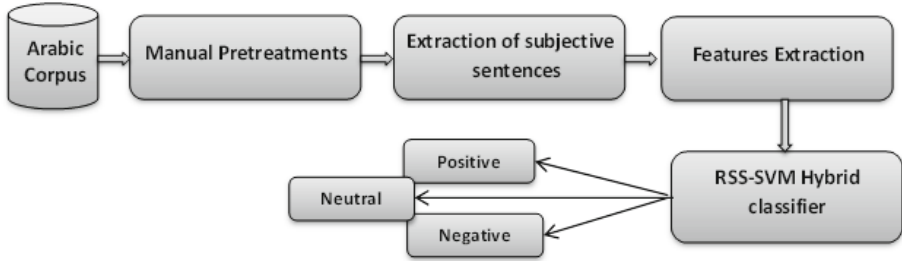 Arabic
Corpus
Manual Pretreatments
Extraction of subjective
sentences
Features Extraction
RSS-SVM Hybrid
classifier
Positive
Neutral
Negative